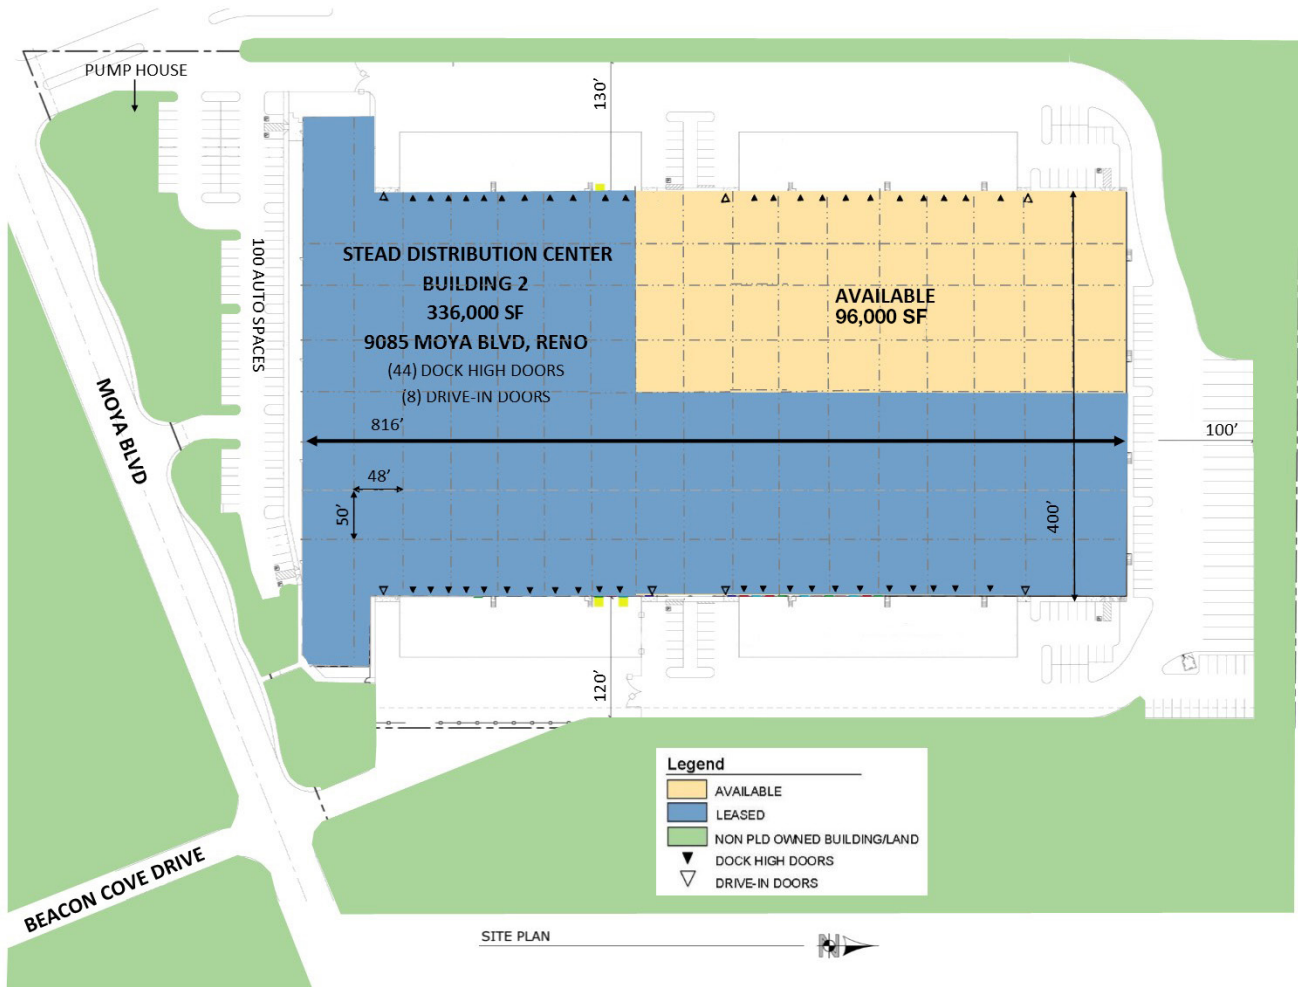 PUMP HOUSE
130'
100 AUTO SPACES
STEAD DISTRIBUTION CENTER
BUILDING 2
336,000 SF
9085 MOYA BLVD, RENO
(44) DOCK HIGH DOORS
(8) DRIVE-IN DOORS
AVAILABLE
96,000 SF
MOYA BLVD
816'
100'
48'
50'
400'
120'
Legend
AVAILABLE
LEASED
NON PLD OWNED BUILDING/LAND
DOCK HIGH DOORS
DRIVE-IN DOORS
BEACON COVE DRIVE
SITE PLAN
N